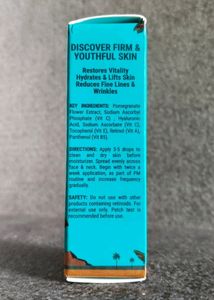 DISCOVER FIRM &
YOUTHFUL SKIN
Restores Vitality
Hydrates & Lifts Skin
Reduces Fine Lines &
Wrinkles
KEY INGREDIENTS: Pomegranate
Flower Extract, Sodium Ascorbyl
Phosphate (Vit C), Hyaluronic
Acid, Sodium Ascorbate (Vit C),
Tocopherol (Vit E), Retinol (Vit A),
Panthenol (Vit B5).
DIRECTIONS: Apply 3-5 drops to
clean and dry skin before
moisturizer. Spread evenly across
face & neck. Begin with twice a
week application, as part of PM
routine and increase frequency
gradually.
SAFETY: Do not use with other
products containing retinoids. For
external use only. Patch test is
recommended before use.